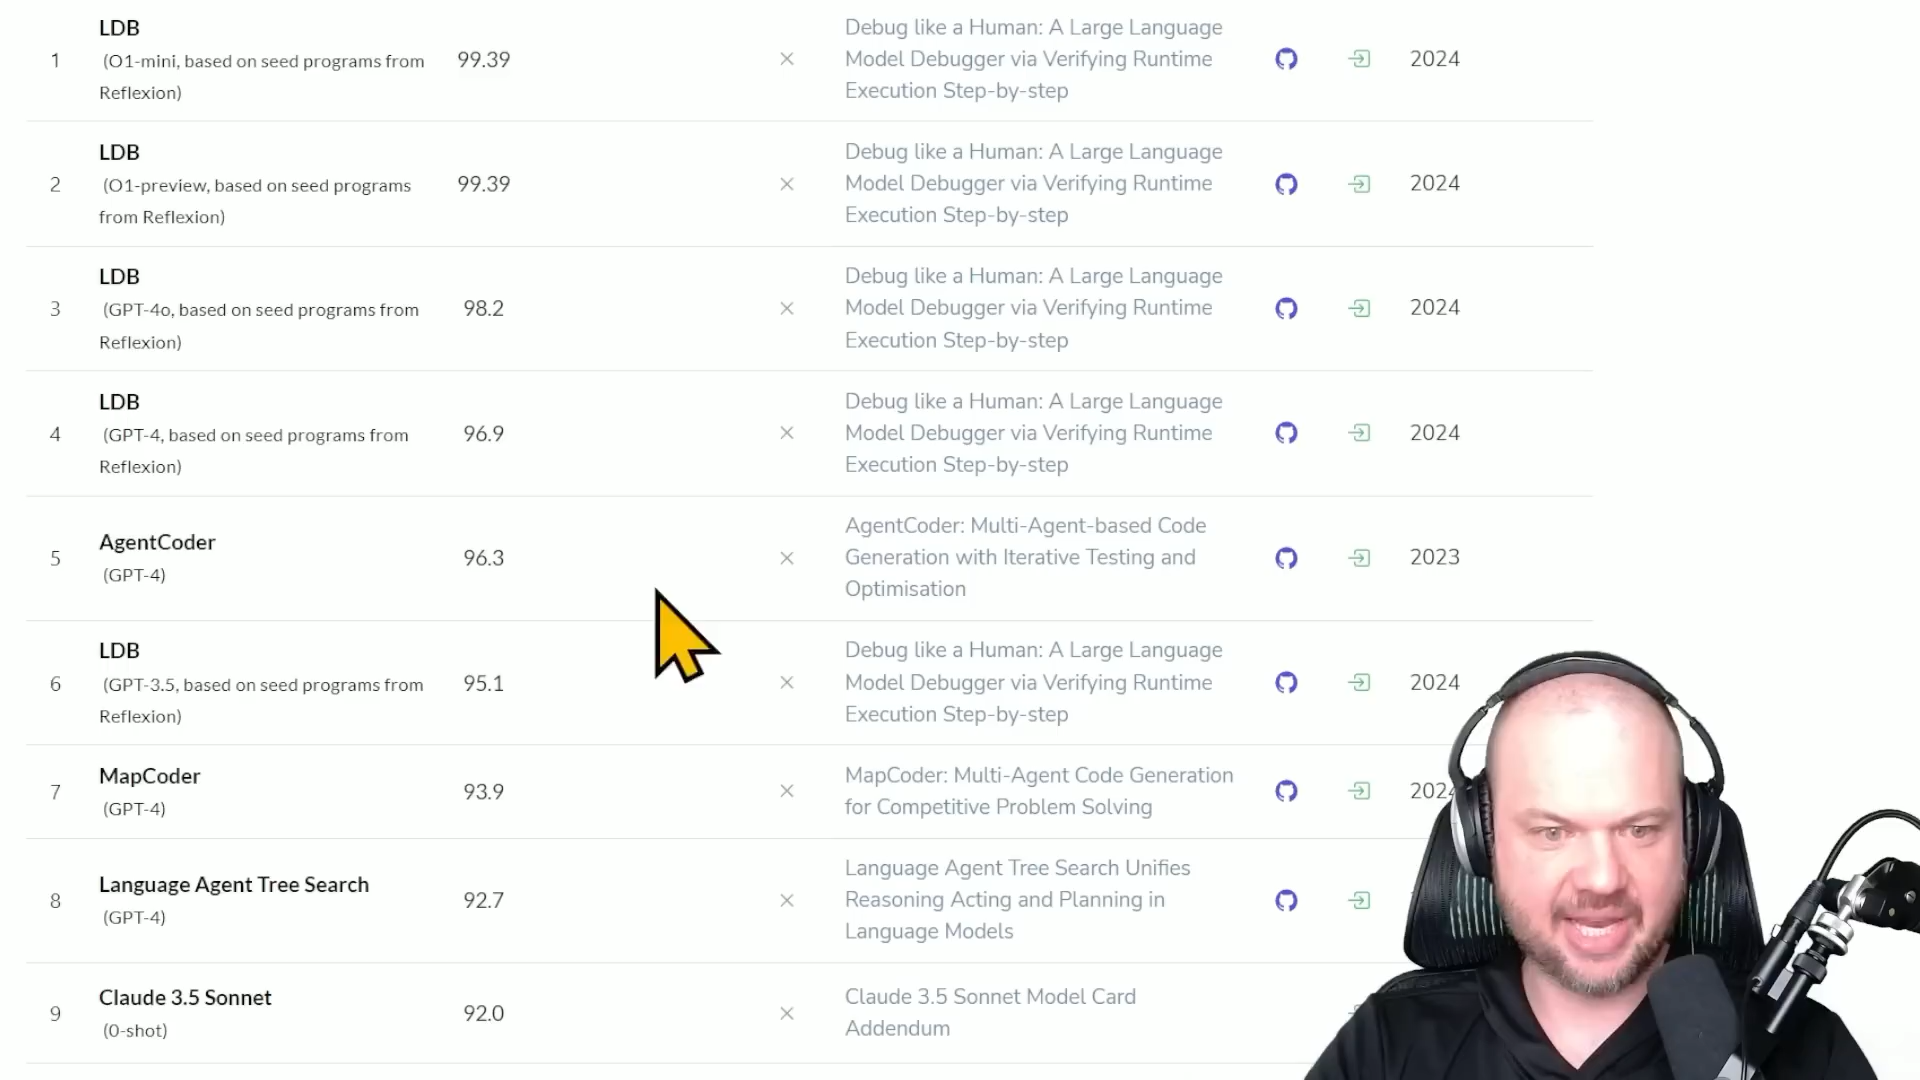 LDB
1
(O1-mini, based on seed programs from
Reflexion)
99.39
Debug like a Human: A Large Language
Model Debugger via Verifying Runtime
Execution Step-by-step
2024
LDB
2
(O1-preview, based on seed programs
from Reflexion)
99.39
Debug like a Human: A Large Language
Model Debugger via Verifying Runtime
Execution Step-by-step
2024
LDB
3
(GPT-4o, based on seed programs from
Reflexion)
98.2
Debug like a Human: A Large Language
Model Debugger via Verifying Runtime
Execution Step-by-step
2024
LDB
4
(GPT-4, based on seed programs from
Reflexion)
96.9
Debug like a Human: A Large Language
Model Debugger via Verifying Runtime
Execution Step-by-step
2024
5
AgentCoder
(GPT-4)
96.3
AgentCoder: Multi-Agent-based Code
Generation with Iterative Testing and
Optimisation
2023
LDB
6
(GPT-3.5, based on seed programs from
Reflexion)
95.1
Debug like a Human: A Large Language
Model Debugger via Verifying Runtime
Execution Step-by-step
2024
7
MapCoder
(GPT-4)
93.9
MapCoder: Multi-Agent Code Generation
for Competitive Problem Solving
2024
8
Language Agent Tree Search
(GPT-4)
92.7
Language Agent Tree Search Unifies
Reasoning Acting and Planning in
Language Models
9
Claude 3.5 Sonnet
(0-shot)
92.0
Claude 3.5 Sonnet Model Card
Addendum